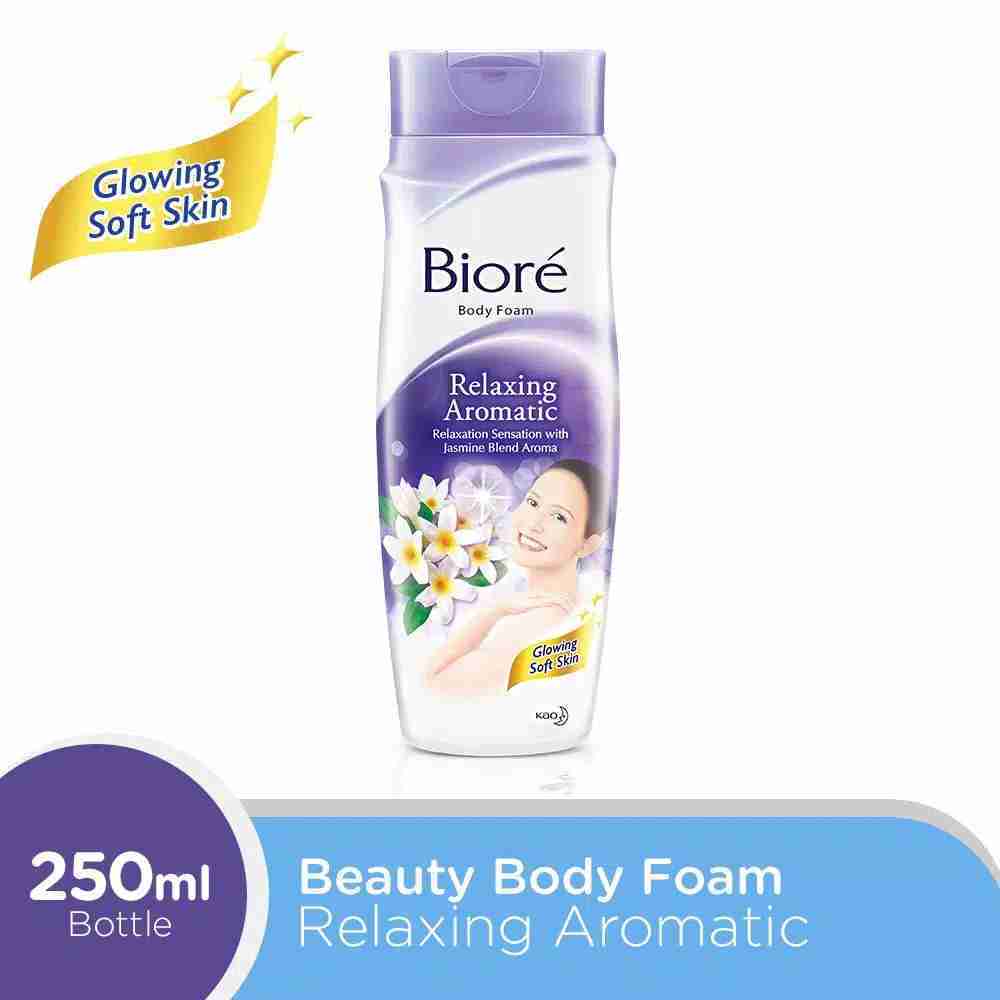 Glowing
Soft Skin
Bioré
Body Foam
Relaxing
Aromatic
Relaxation Sensation with
Jasmine Blend Aroma
Glowing
Soft Skin
Kao
250ml
Bottle
Beauty Body Foam
Relaxing Aromatic